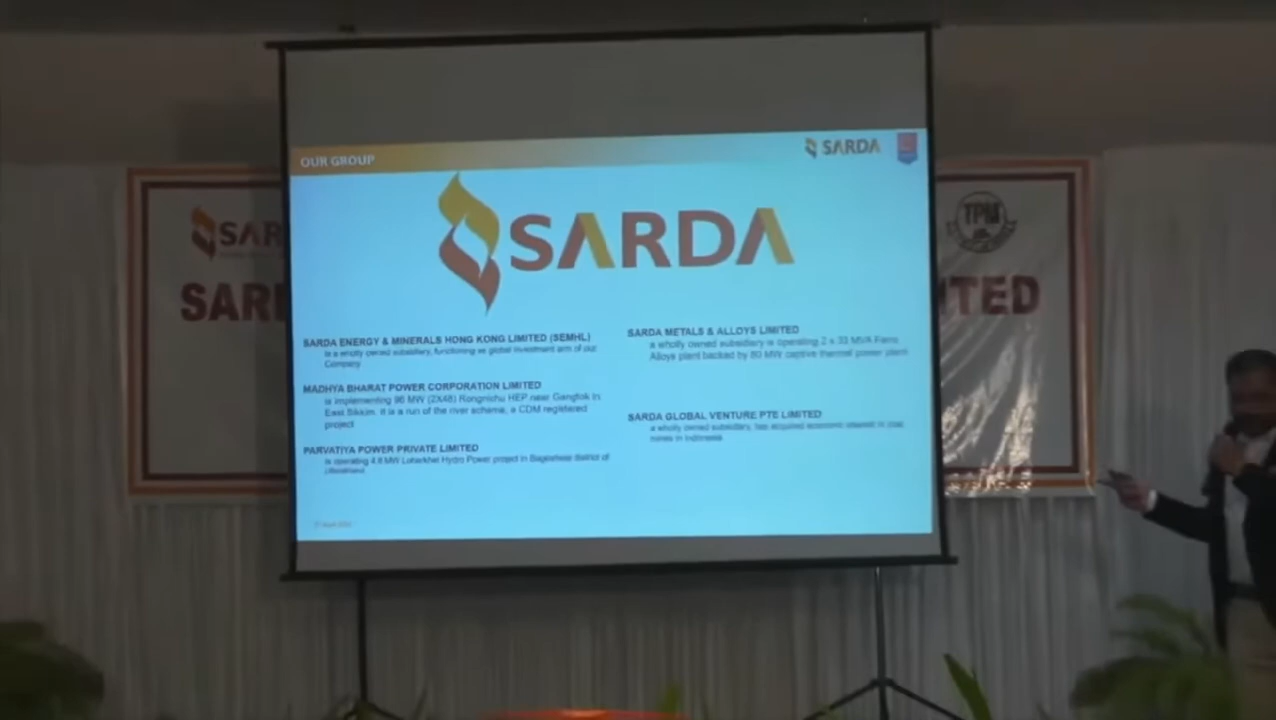 OUR GROUP
SARDA
SARDA
SARDA ENERGY & MINERALS HONG KONG LIMITED (SEMHL)
is a wholly owned subsidiary, functioning as global investment arm of our
Company
MADHYA BHARAT POWER CORPORATION LIMITED
is implementing 96 MW (2X48) Rongnichu HEP near Gangtok in
East Sikkim. It is a run of the river scheme, a CDM registered
project
PARVATIYA POWER PRIVATE LIMITED
is operating 4.8 MW Loharkhet Hydro Power project in Bageshwar district of
Uttarakhand
SARDA METALS & ALLOYS LIMITED
a wholly owned subsidiary is operating 2 x 33 MVA Ferro
Alloys plant backed by 80 MW captive thermal power plant
SARDA GLOBAL VENTURE PTE LIMITED
a wholly owned subsidiary, has acquired economic interest in coal
mines in Indonesia
SAR
SAR
TPM
ITED